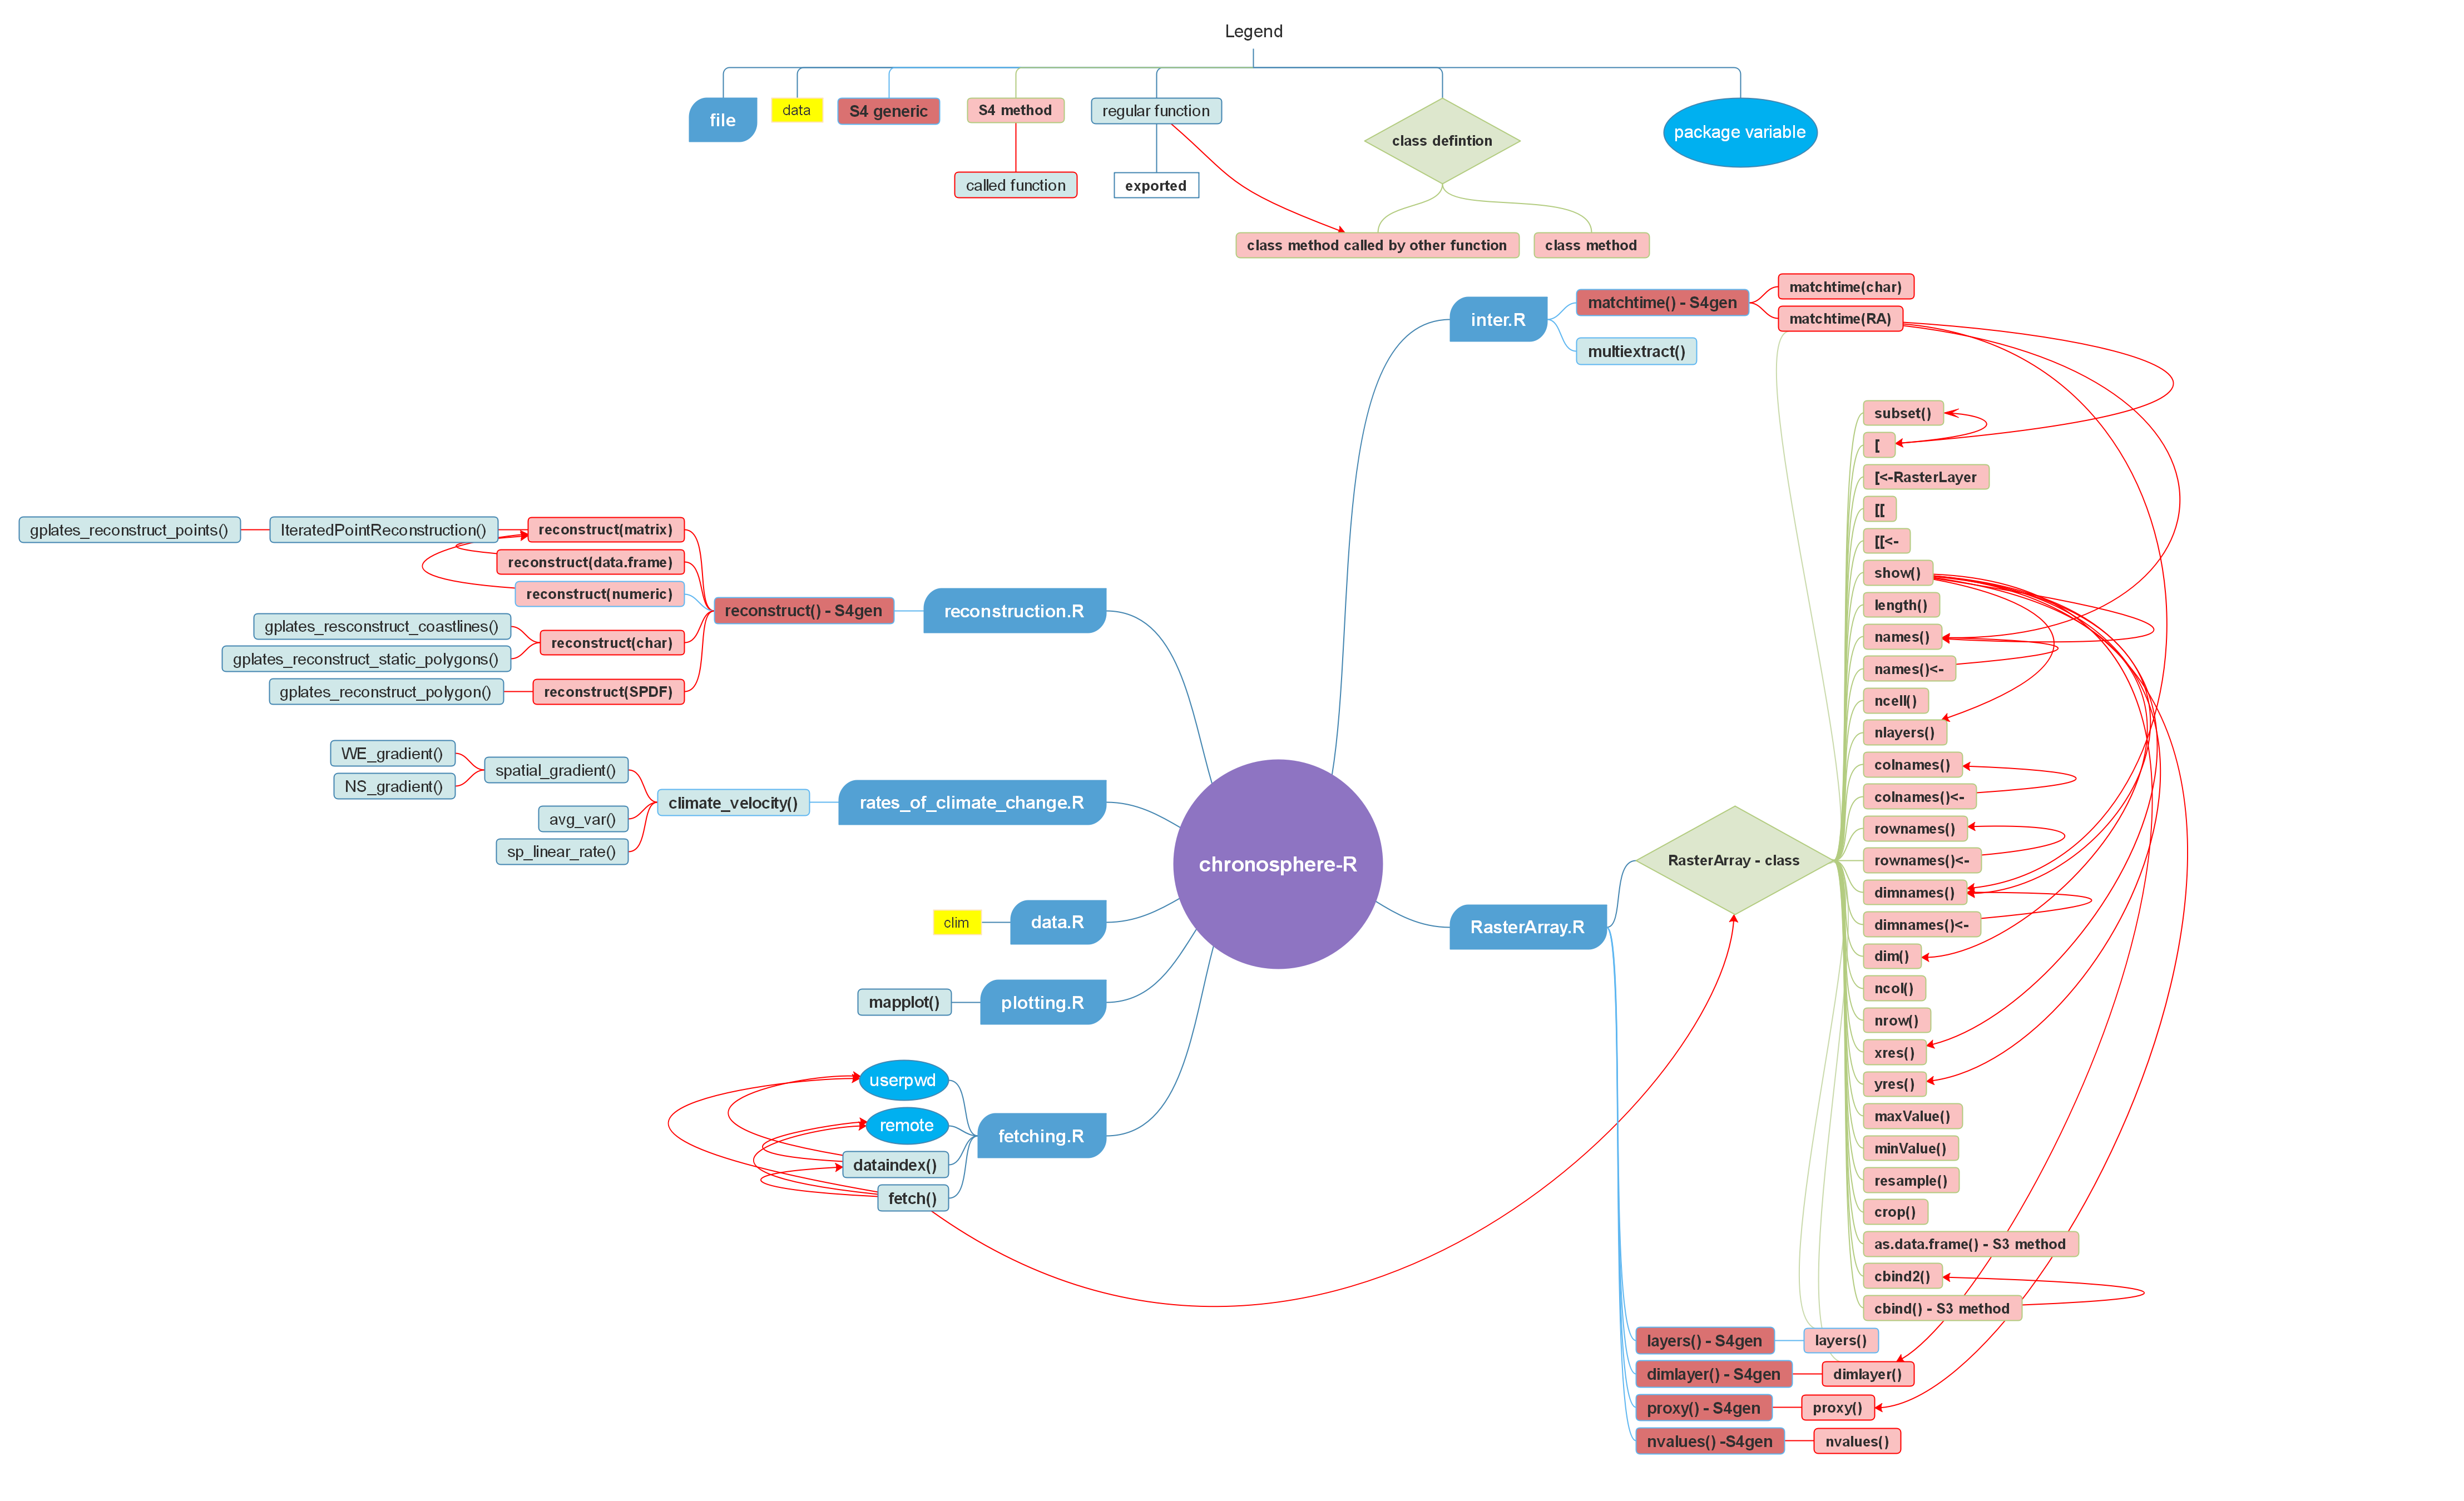 Legend
file
data
S4 generic
S4 method
regular function
class defintion
package variable
called function
exported
class method called by other function
class method
inter.R
matchtime() - S4gen
matchtime(char)
matchtime(RA)
multiextract()
gplates_reconstruct_points()
IteratedPointReconstruction()
reconstruct(matrix)
reconstruct(data.frame)
reconstruct(numeric)
gplates_resconstruct_coastlines()
reconstruct(char)
gplates_reconstruct_static_polygons()
gplates_reconstruct_polygon()
reconstruct(SPDF)
reconstruct() - S4gen
reconstruction.R
WE_gradient()
NS_gradient()
spatial_gradient()
avg_var()
sp_linear_rate()
climate_velocity()
rates_of_climate_change.R
chronosphere-R
clim
data.R
mapplot()
plotting.R
userpwd
remote
dataindex()
fetch()
fetching.R
RasterArray.R
RasterArray - class
subset()
[
[<-RasterLayer
[[
[[<-
show()
length()
names()
names()<-
ncell()
nlayers()
colnames()
colnames()<-
rownames()
rownames()<-
dimnames()
dimnames()<-
dim()
ncol()
nrow()
xres()
yres()
maxValue()
minValue()
resample()
crop()
as.data.frame() - S3 method
cbind2()
cbind() - S3 method
layers() - S4gen
layers()
dimlayer() - S4gen
dimlayer()
proxy() - S4gen
proxy()
nvalues() -S4gen
nvalues()